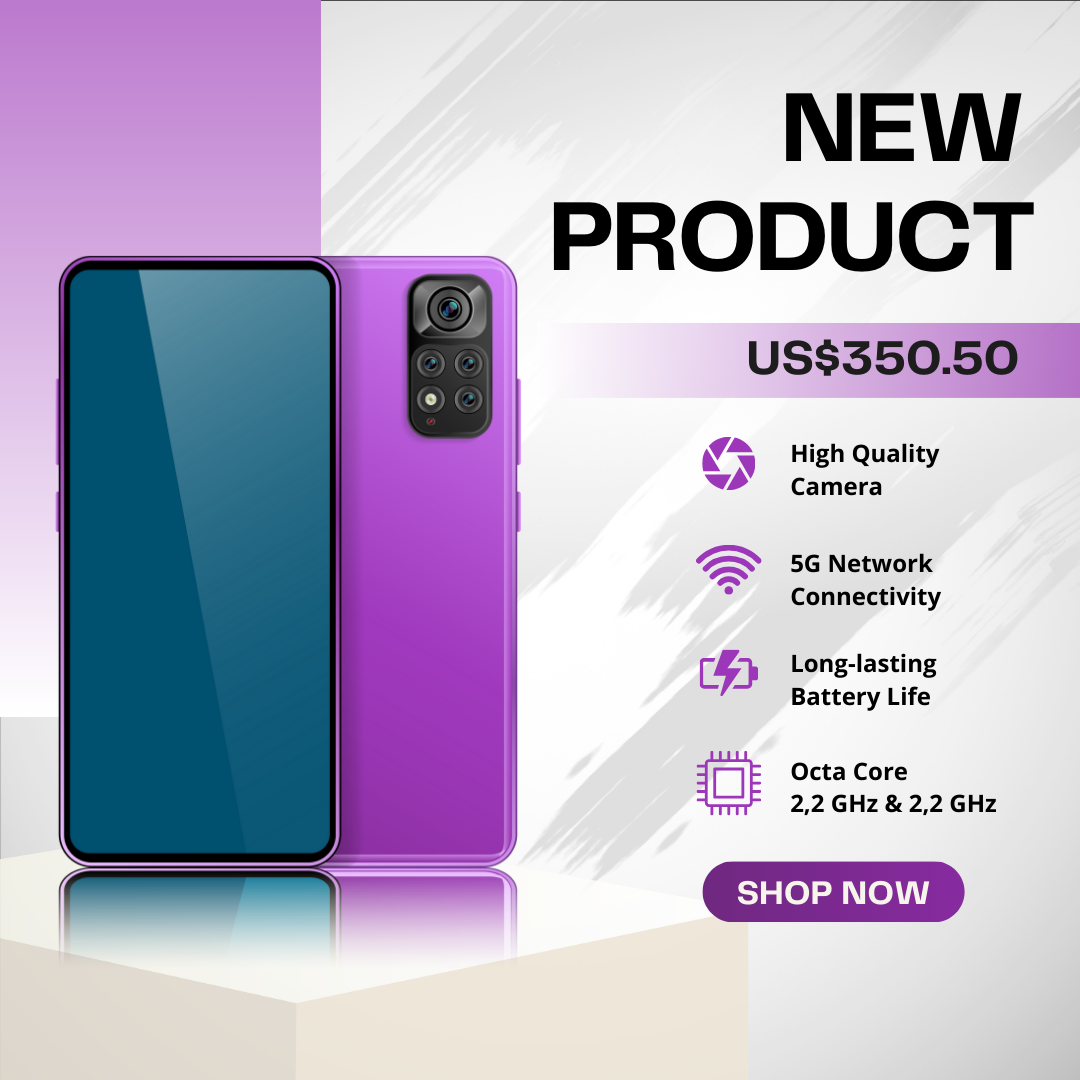 NEW
PRODUCT
US$350.50
High Quality
Camera
5G Network
Connectivity
Long-lasting
Battery Life
Octa Core
2,2 GHz & 2,2 GHz
SHOP NOW